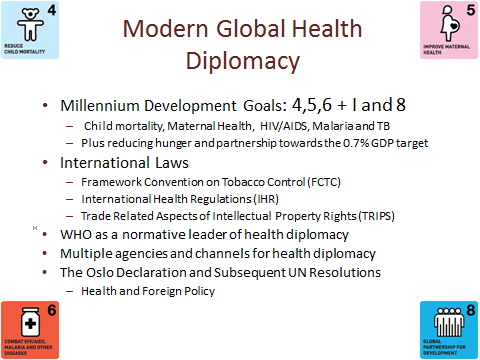 4
REDUCE
CHILD MORTALITY
Modern Global Health
Diplomacy
5
IMPROVE MATERNAL
HEALTH
• Millennium Development Goals: 4,5,6 + I and 8
– Child mortality, Maternal Health, HIV/AIDS, Malaria and TB
– Plus reducing hunger and partnership towards the 0.7% GDP target
• International Laws
– Framework Convention on Tobacco Control (FCTC)
– International Health Regulations (IHR)
– Trade Related Aspects of Intellectual Property Rights (TRIPS)
• WHO as a normative leader of health diplomacy
• Multiple agencies and channels for health diplomacy
• The Oslo Declaration and Subsequent UN Resolutions
– Health and Foreign Policy
6
COMBAT HIV/AIDS,
MALARIA AND OTHER
DISEASES
8
GLOBAL
PARTNERSHIP FOR
DEVELOPMENT